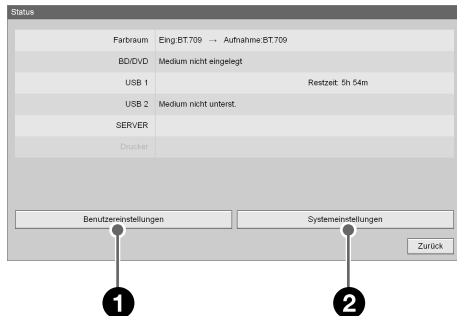 Status
Farbraum Eing:BT.709 → Aufnahme:BT.709
BD/DVD Medium nicht eingelegt
USB 1 Restzeit: 5h 54m
USB 2 Medium nicht unterst.
SERVER
Drucker
Benutzereinstellungen Systemeinstellungen
Zurück
1 2